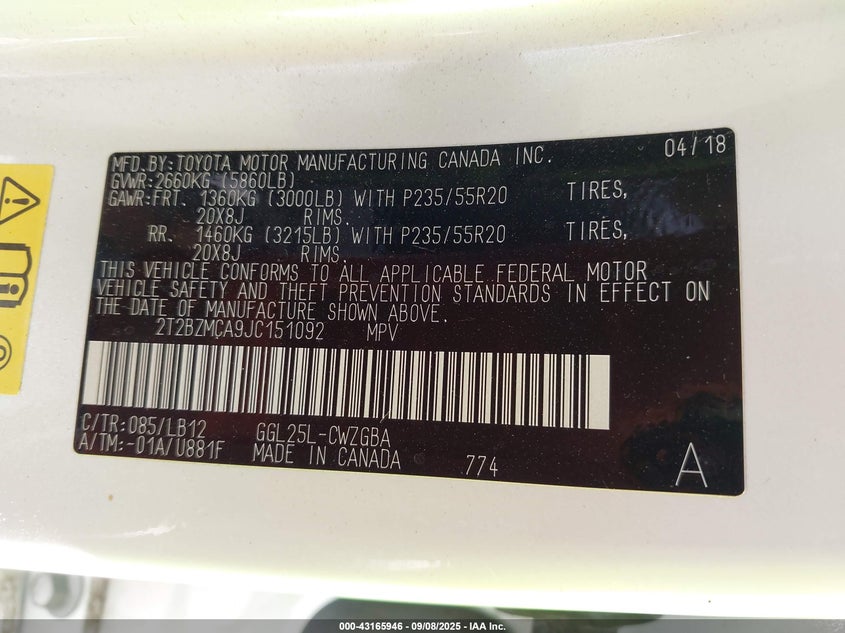 MFD.BY:TOYOTA MOTOR MANUFACTURING CANADA INC. 04/18
GVWR:2660KG (5860LB)
GAWR:FRT. 1360KG (3000LB) WITH P235/55R20 TIRES,
20X8J RIMS.
RR. 1460KG (3215LB) WITH P235/55R20 TIRES,
20X8J RIMS.
THIS VEHICLE CONFORMS TO ALL APPLICABLE FEDERAL MOTOR
VEHICLE SAFETY AND THEFT PREVENTION STANDARDS IN EFFECT ON
THE DATE OF MANUFACTURE SHOWN ABOVE.
2T2BZMCA9JC151092 MPV
C/TR:085/LB12 GGL25L-CWZGBA
A/TM:-01A/U881F MADE IN CANADA 774 A
000-43165946 - 09/08/2025 - IAA Inc.